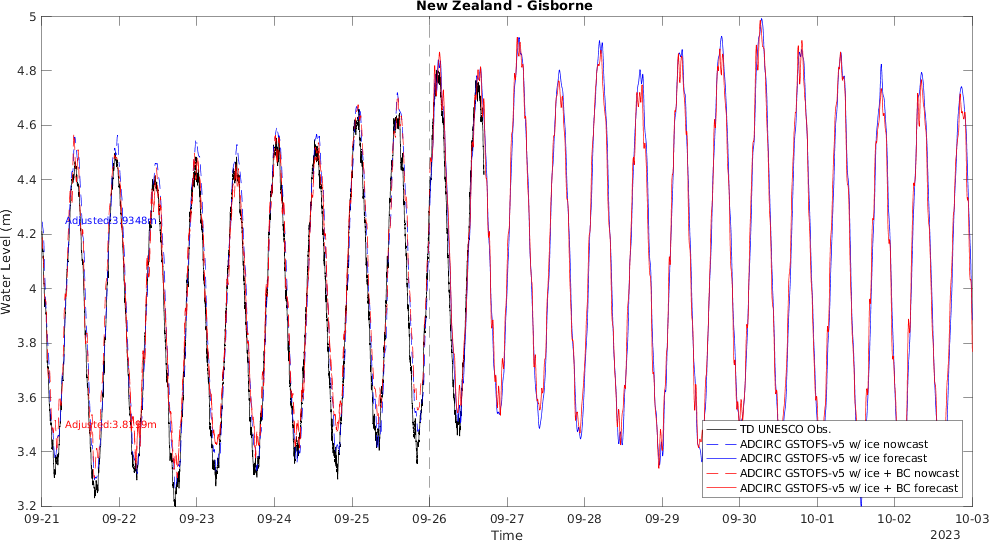 New Zealand - Gisborne
5
4.8
4.6
4.4
4.2
4
3.8
3.6
3.4
3.2
Water Level (m)
Adjusted:3.9348m
TD UNESCO Obs.
ADCIRC GSTOFS-v5 w/ ice nowcast
ADCIRC GSTOFS-v5 w/ ice forecast
ADCIRC GSTOFS-v5 w/ ice + BC nowcast
ADCIRC GSTOFS-v5 w/ ice + BC forecast
09-21 09-22 09-23 09-24 09-25 09-26 09-27 09-28 09-29 09-30 10-01 10-02 10-03
Time
2023